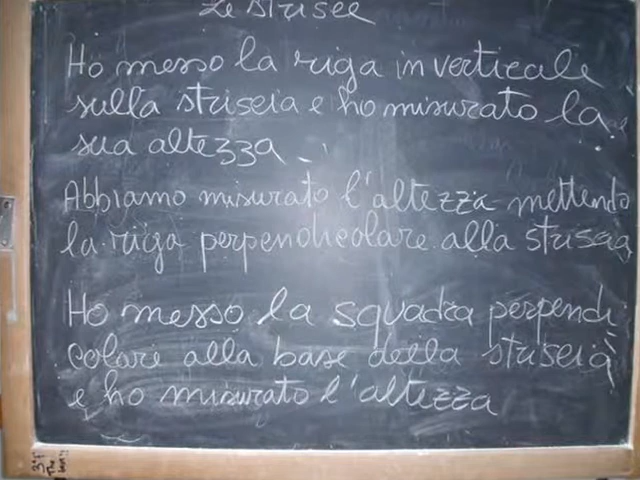 Le strisce
Ho messo la riga in verticale
sulla striscia e ho misurato la
sua altezza.
Abbiamo misurato l'altezza mettendo
la riga perpendicolare alla striscia
Ho messo la squadra perpendi
colare alla base della striscia
e ho misurato l'altezza